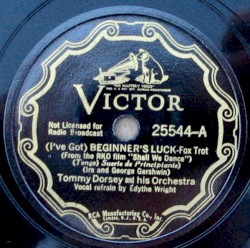 "HIS MASTER'S VOICE"
VICTOR
Not Licensed for
Radio Broadcast
25544-A
(I've Got) BEGINNER'S LUCK-Fox Trot
(From the RKO film "Shall We Dance")
(Tengo) Suerte de Principiante)
(Ira and George Gershwin)
Tommy Dorsey and his Orchestra
Vocal refrain by Edythe Wright
RCA Manufacturing Co., Inc.
Camden, N.J., U.S.A.